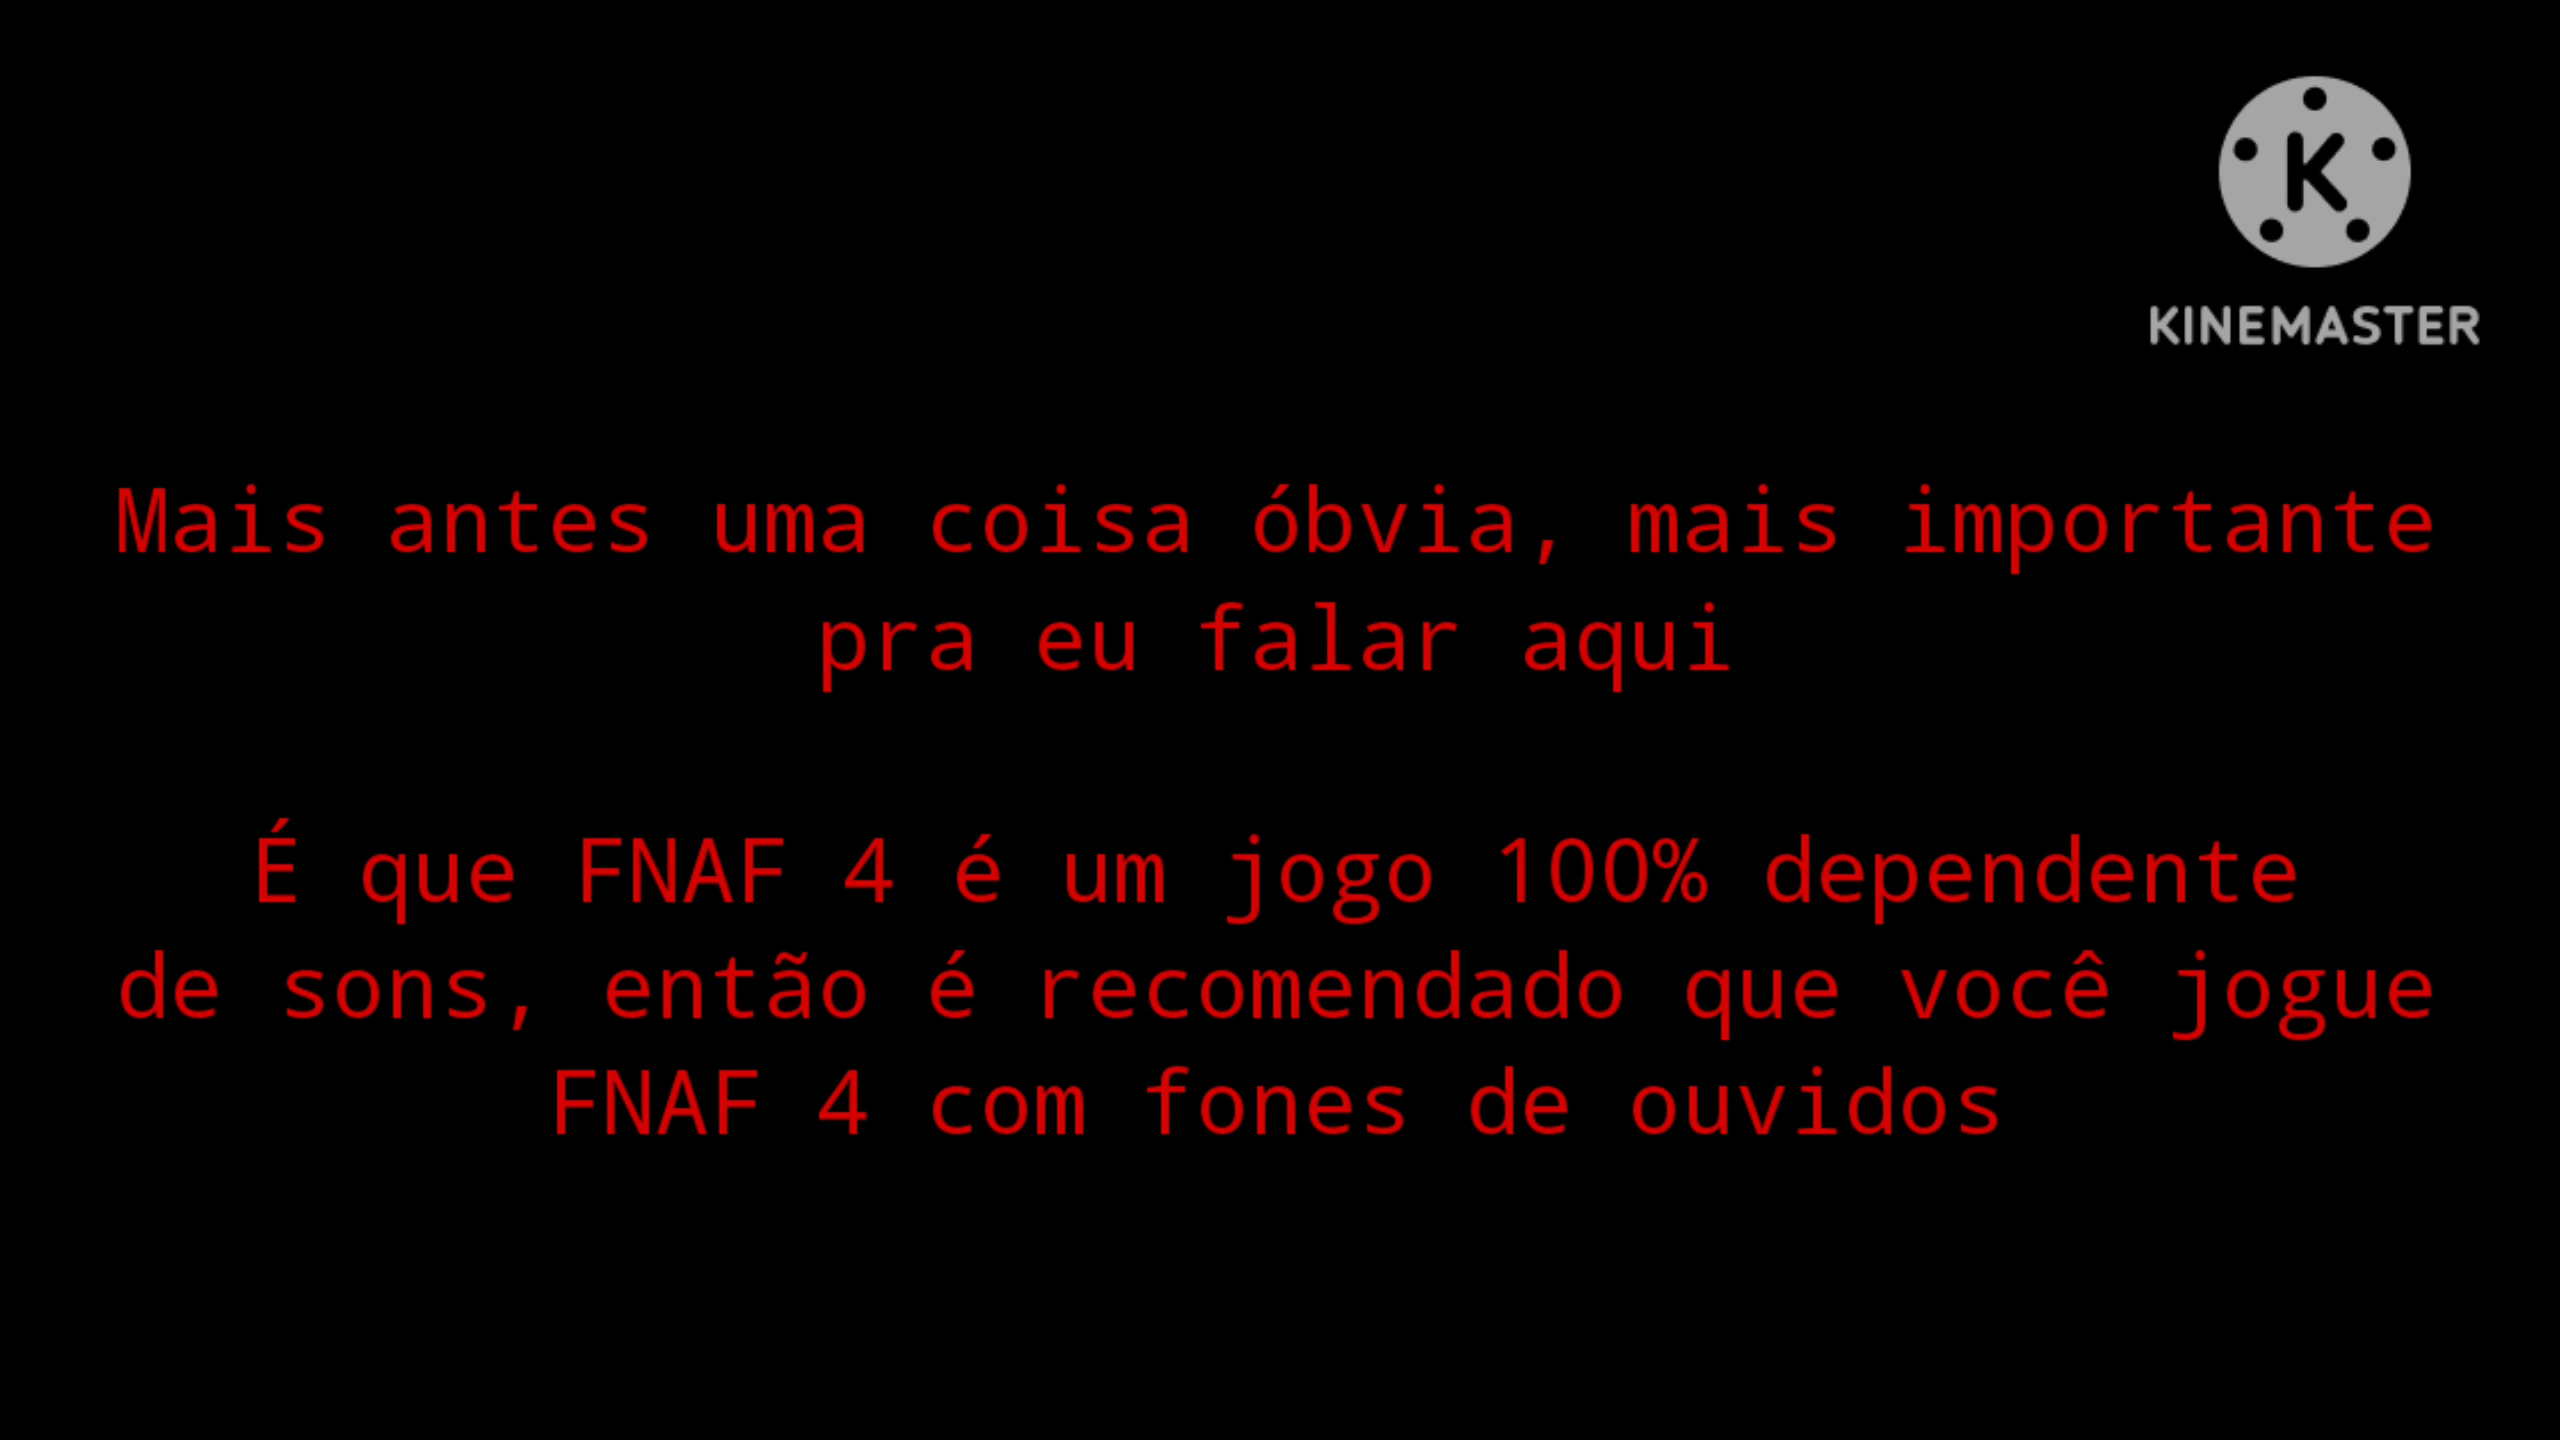 KINEMASTER
Mais antes uma coisa óbvia, mais importante
pra eu falar aqui
É que FNAF 4 é um jogo 100% dependente
de sons, então é recomendado que você jogue
FNAF 4 com fones de ouvidos